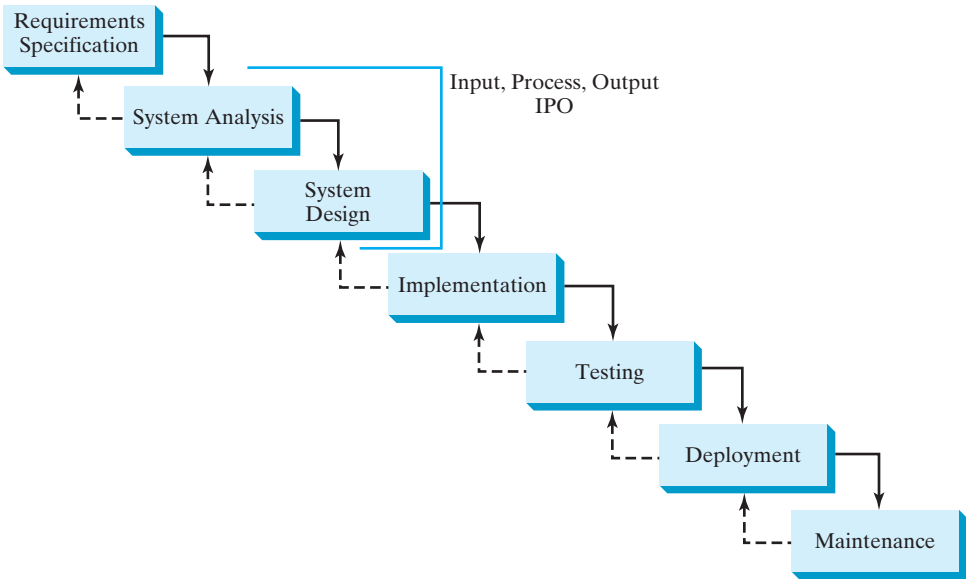 Requirements
Specification
Input, Process, Output
IPO
System Analysis
System
Design
Implementation
Testing
Deployment
Maintenance